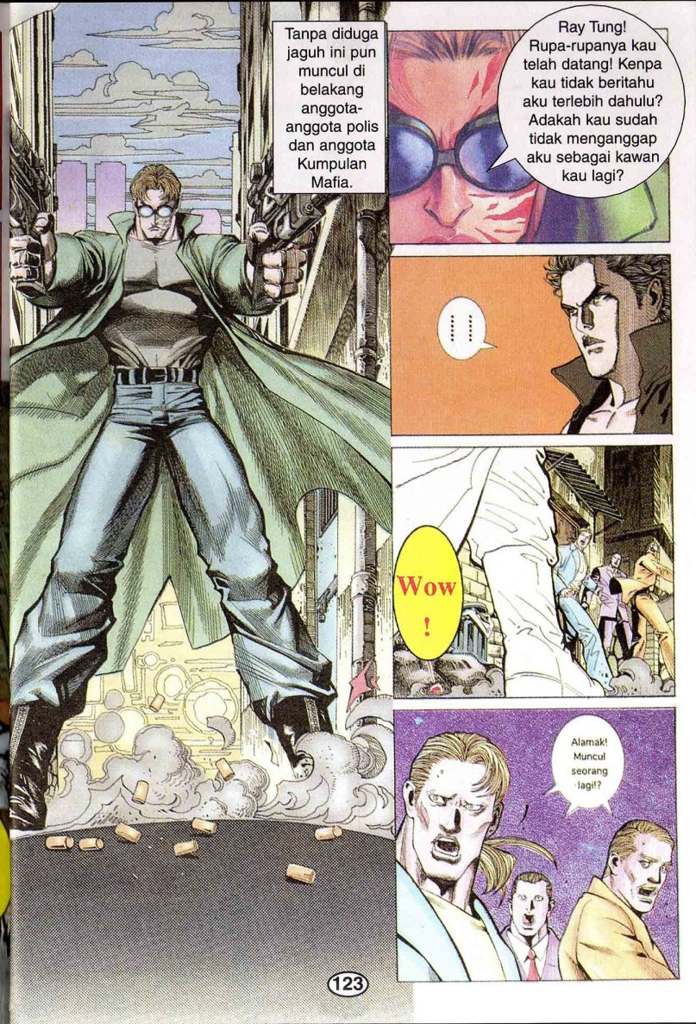 Tanpa diduga
jaguh ini pun
muncul di
belakang
anggota-
anggota polis
dan anggota
Kumpulan
Mafia.
Ray Tung!
Rupa-rupanya kau
telah datang! Kenpa
kau tidak beritahu
aku terlebih dahulu?
Adakah kau sudah
tidak menganggap
aku sebagai kawan
kau lagi?
Wow
!
Alamak!
Muncul
seorang
lagi!?
123